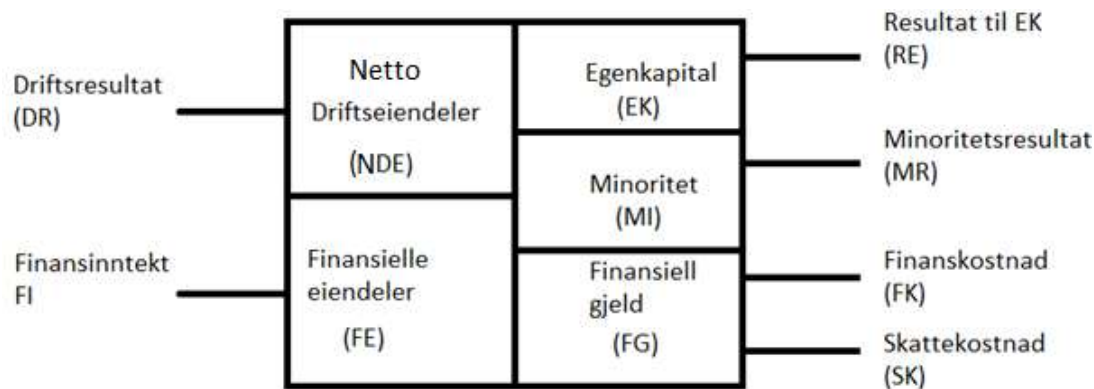 Driftsresultat
(DR)
Finansinntekt
FI
Netto
Driftseiendeler
(NDE)
Finansielle
eiendeler
(FE)
Egenkapital
(EK)
Minoritet
(MI)
Finansiell
gjeld
(FG)
Resultat til EK
(RE)
Minoritetsresultat
(MR)
Finanskostnad
(FK)
Skattekostnad
(SK)